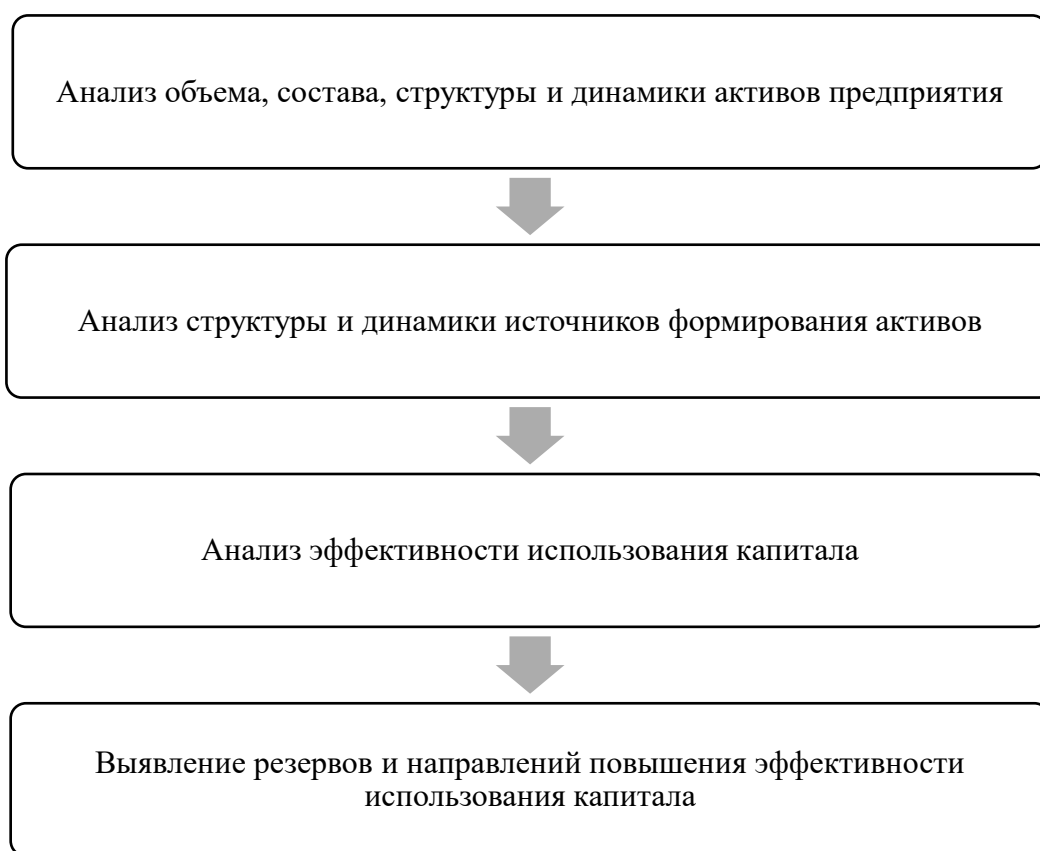 Анализ объема, состава, структуры и динамики активов предприятия
Анализ структуры и динамики источников формирования активов
Анализ эффективности использования капитала
Выявление резервов и направлений повышения эффективности
использования капитала